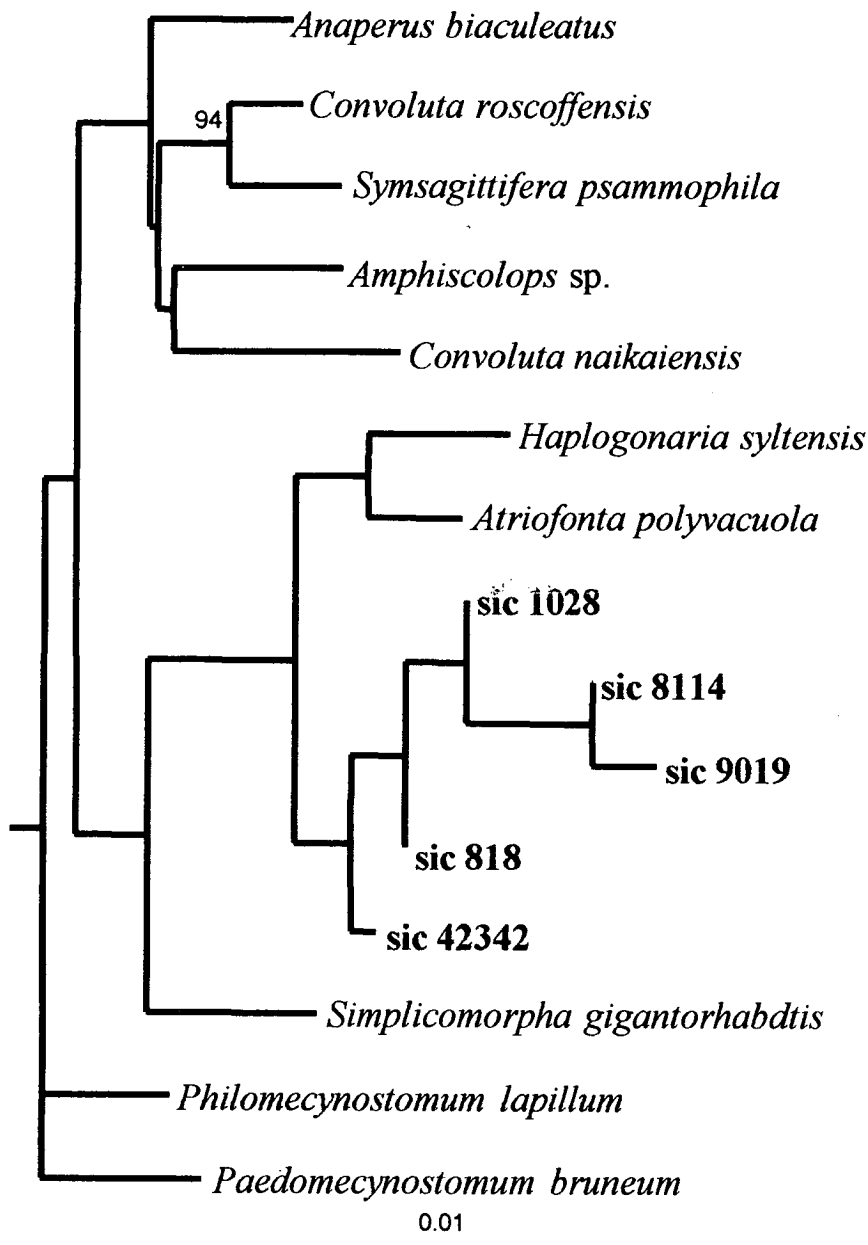 Anaperus biaculeatus
94
Convoluta roscoffensis
Symsagittifera psammophila
Amphiscolops sp.
Convoluta naikaiensis
Haplogonaria syltensis
Atriofonta polyvacuola
sic 1028
sic 8114
sic 9019
sic 818
sic 42342
Simplicomorpha gigantorhabdtis
Philomecynostomum lapillum
Paedomecynostomum bruneum
0.01